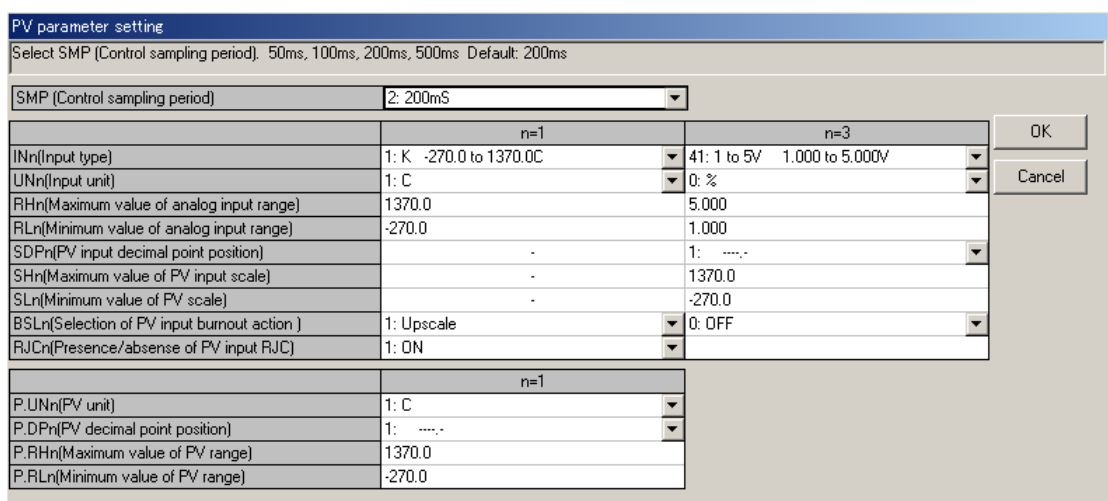 PV parameter setting
Select SMP (Control sampling period). 50ms, 100ms, 200ms, 500ms Default: 200ms
SMP (Control sampling period) 2: 200mS
n=1 n=3 OK
INn(Input type) 1: K -270.0 to 1370.0C 41: 1 to 5V 1.000 to 5.000V
UNn(Input unit) 1: C 0: % Cancel
RHn(Maximum value of analog input range) 1370.0 5.000
RLn(Minimum value of analog input range) -270.0 1.000
SDPn(PV input decimal point position) - 1: ----.-
SHn(Maximum value of PV input scale) - 1370.0
SLn(Minimum value of PV scale) - -270.0
BSLn(Selection of PV input burnout action ) 1: Upscale 0: OFF
RJCn(Presence/absense of PV input RJC) 1: ON
n=1
P.UNn(PV unit) 1: C
P.DPn(PV decimal point position) 1: ----.-
P.RHn(Maximum value of PV range) 1370.0
P.RLn(Minimum value of PV range) -270.0